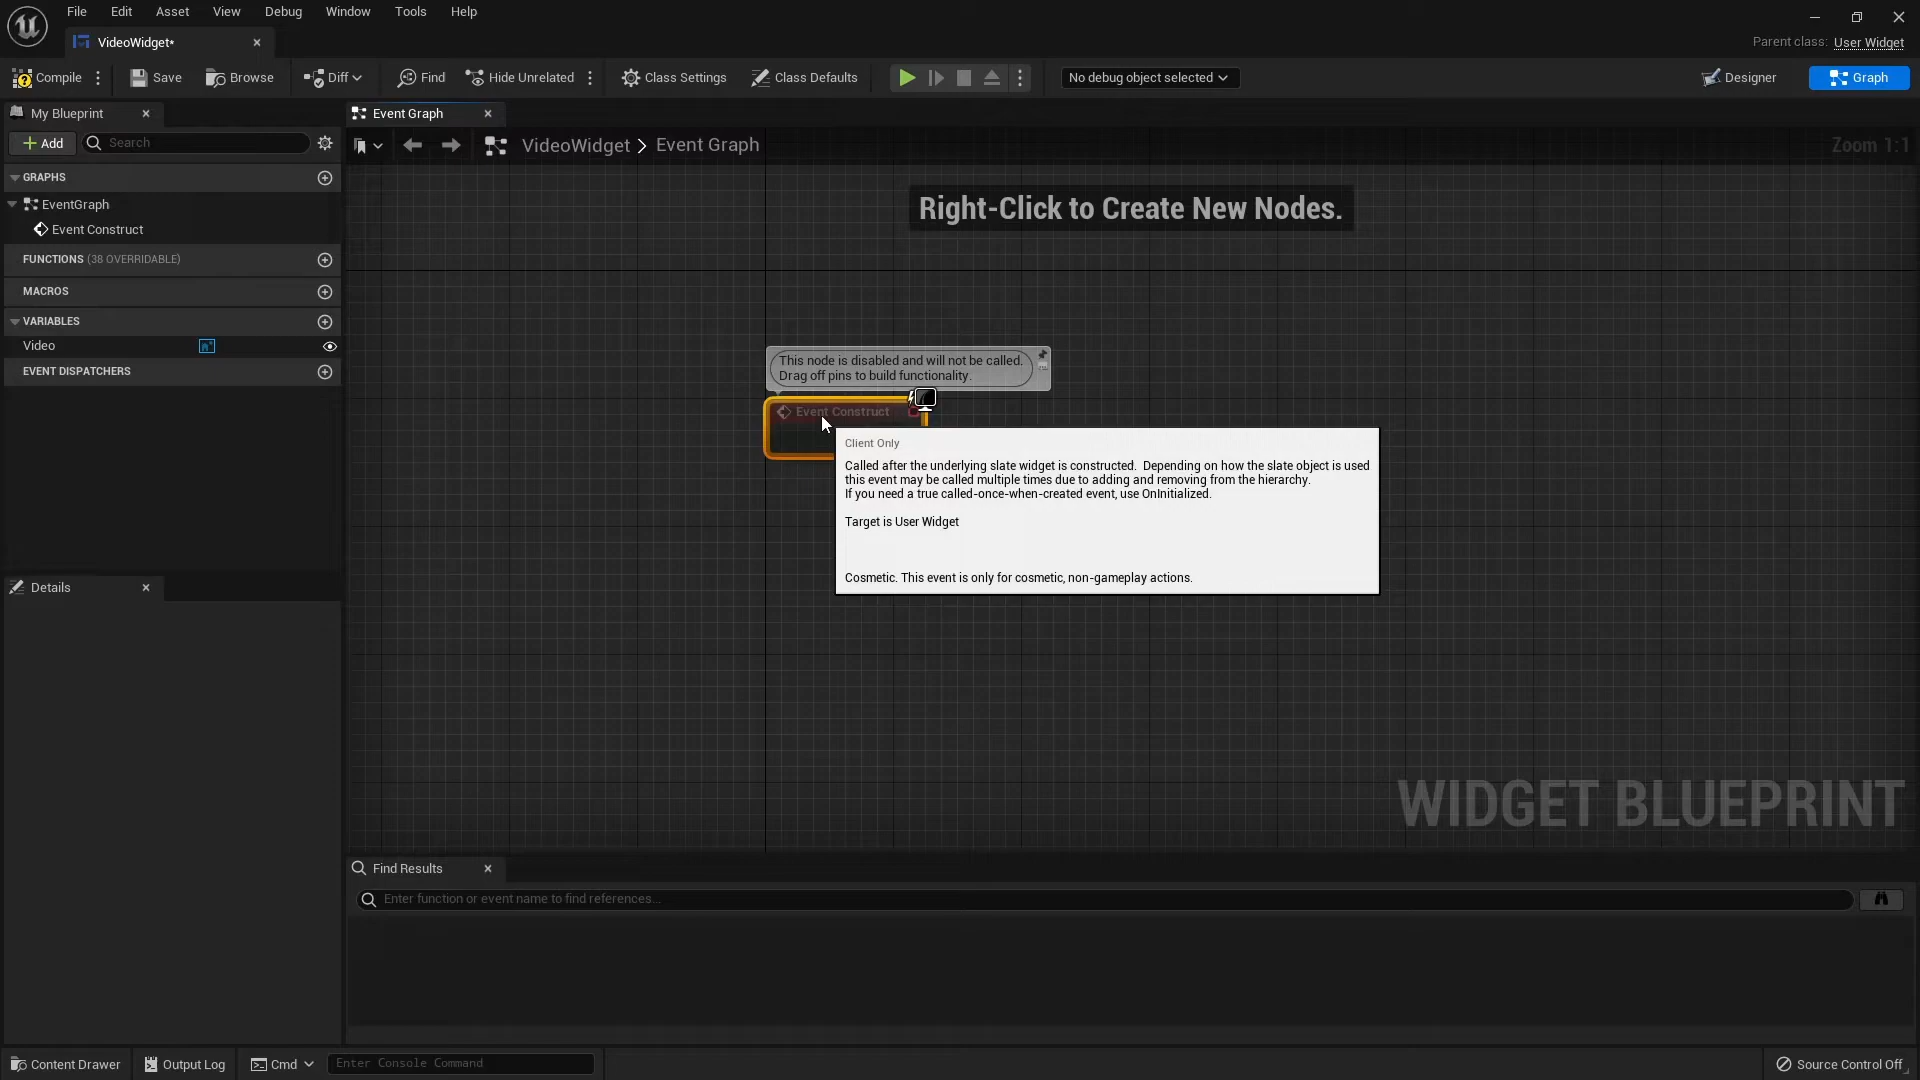 File Edit Asset View Debug Window Tools Help
VideoWidget*
Parent class: User Widget
Compile Save Browse Diff Find Hide Unrelated Class Settings Class Defaults No debug object selected Designer Graph
My Blueprint
Event Graph
Add Search
VideoWidget > Event Graph
Zoom 1:1
GRAPHS
EventGraph
Event Construct
FUNCTIONS (38 OVERRIDABLE)
MACROS
VARIABLES
Video
EVENT DISPATCHERS
Right-Click to Create New Nodes.
This node is disabled and will not be called.
Drag off pins to build functionality.
Event Construct
Client Only
Called after the underlying slate widget is constructed. Depending on how the slate object is used
this event may be called multiple times due to adding and removing from the hierarchy.
If you need a true called-once-when-created event, use OnInitialized.
Target is User Widget
Cosmetic. This event is only for cosmetic, non-gameplay actions.
Details
WIDGET BLUEPRINT
Find Results
Enter function or event name to find references...
Content Drawer Output Log Cmd Enter Console Command Source Control Off